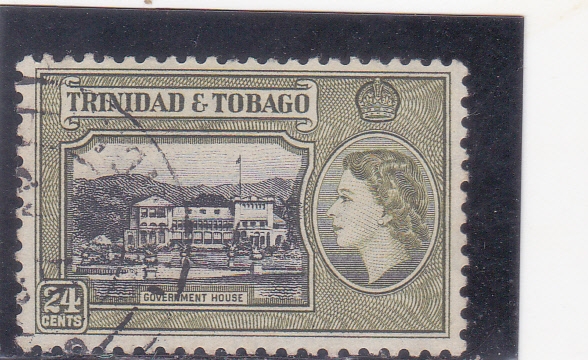 TRINIDAD & TOBAGO
GOVERNMENT HOUSE
24
CENTS